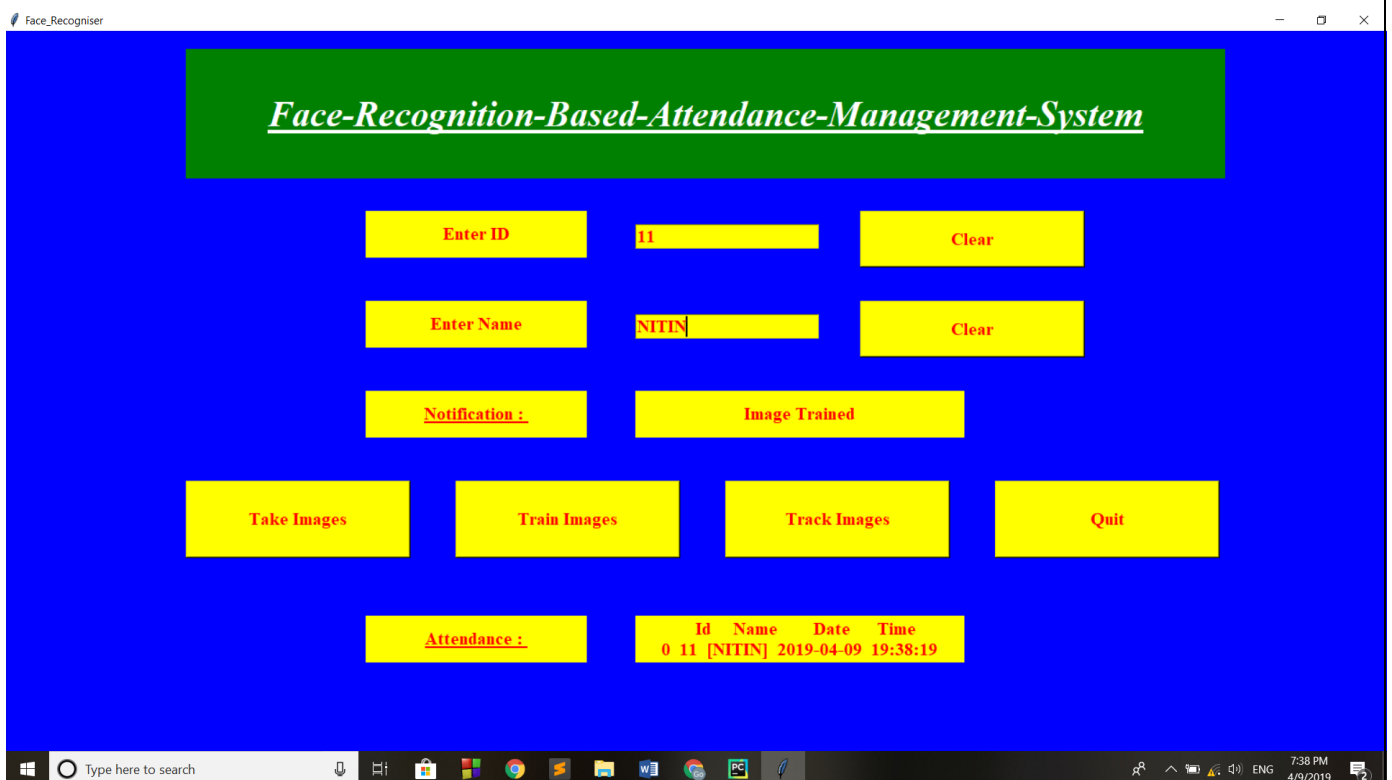 Face_Recogniser
Face-Recognition-Based-Attendance-Management-System
Enter ID 11 Clear
Enter Name NITIN Clear
Notification : Image Trained
Take Images Train Images Track Images Quit
Attendance :
Id Name Date Time
0 11 [NITIN] 2019-04-09 19:38:19
Type here to search
ENG
7:38 PM
4/9/2019